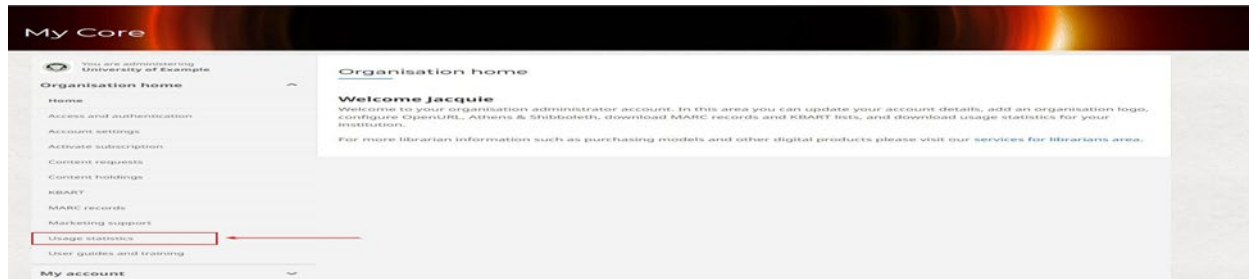 My Core
You are administering
University of Example
Organisation home
Home
Access and authentication
Account settings
Activate subscription
Content requests
Content holdings
KBART
MARC records
Marketing support
Usage statistics
User guides and training
My account
Organisation home
Welcome Jacquie
Welcome to your organisation administrator account. In this area you can update your account details, add an organisation logo,
configure OpenURL, Athens & Shibboleth, download MARC records and KBART lists, and download usage statistics for your
institution.
For more librarian information such as purchasing models and other digital products please visit our services for librarians area.